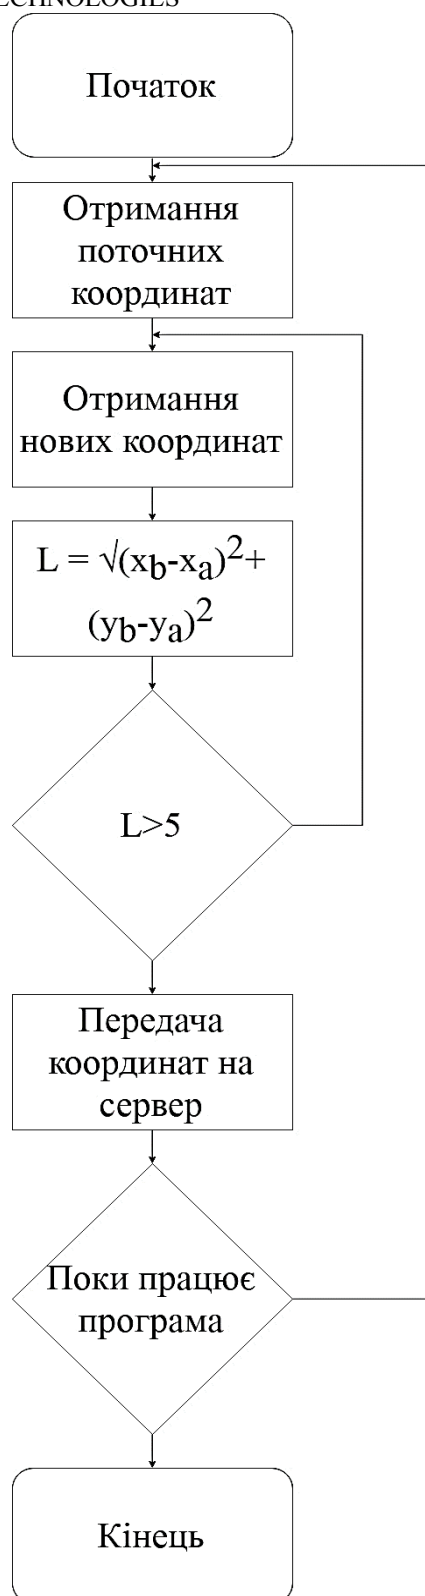 Початок
Отримання
поточних
координат
Отримання
нових координат
L = √(xb-xa)2+
(yb-ya)2
L>5
Передача
координат на
сервер
Поки працює
програма
Кінець